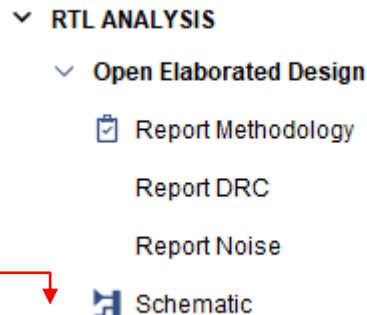 RTL ANALYSIS
Open Elaborated Design
Report Methodology
Report DRC
Report Noise
Schematic